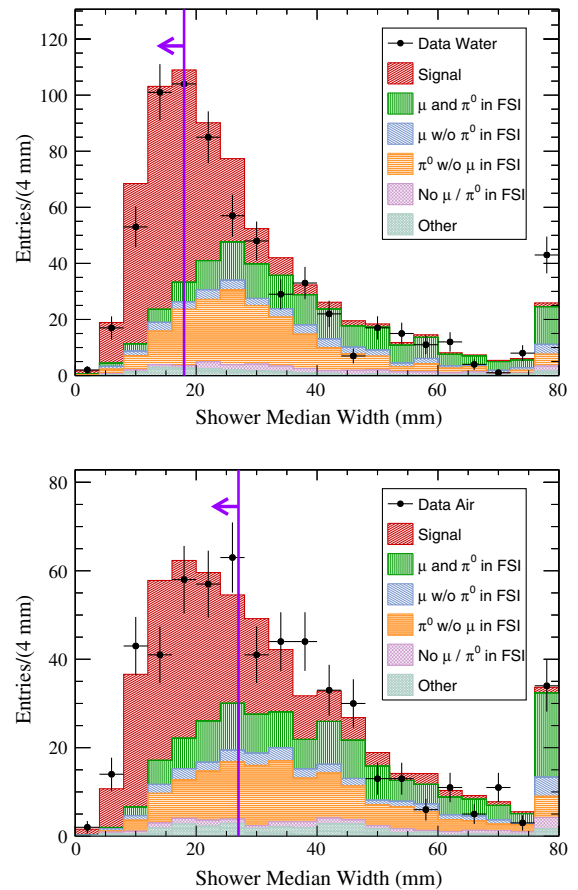 120
100
80
60
40
20
0
Entries/(4 mm)
Data Water
Signal
μ and π⁰ in FSI
μ w/o π⁰ in FSI
π⁰ w/o μ in FSI
No μ / π⁰ in FSI
Other
0 20 40 60 80
Shower Median Width (mm)
80
60
40
20
0
Entries/(4 mm)
Data Air
Signal
μ and π⁰ in FSI
μ w/o π⁰ in FSI
π⁰ w/o μ in FSI
No μ / π⁰ in FSI
Other
0 20 40 60 80
Shower Median Width (mm)